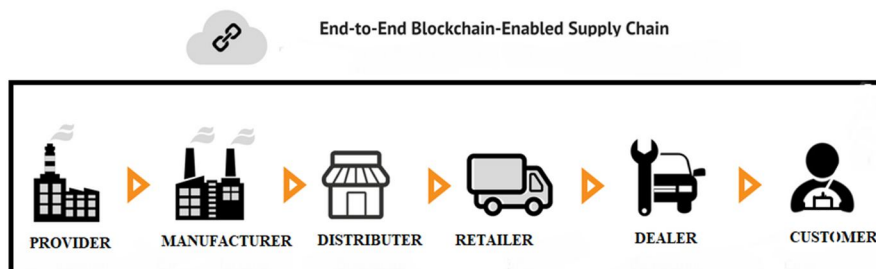 End-to-End Blockchain-Enabled Supply Chain
PROVIDER MANUFACTURER DISTRIBUTER RETAILER DEALER CUSTOMER